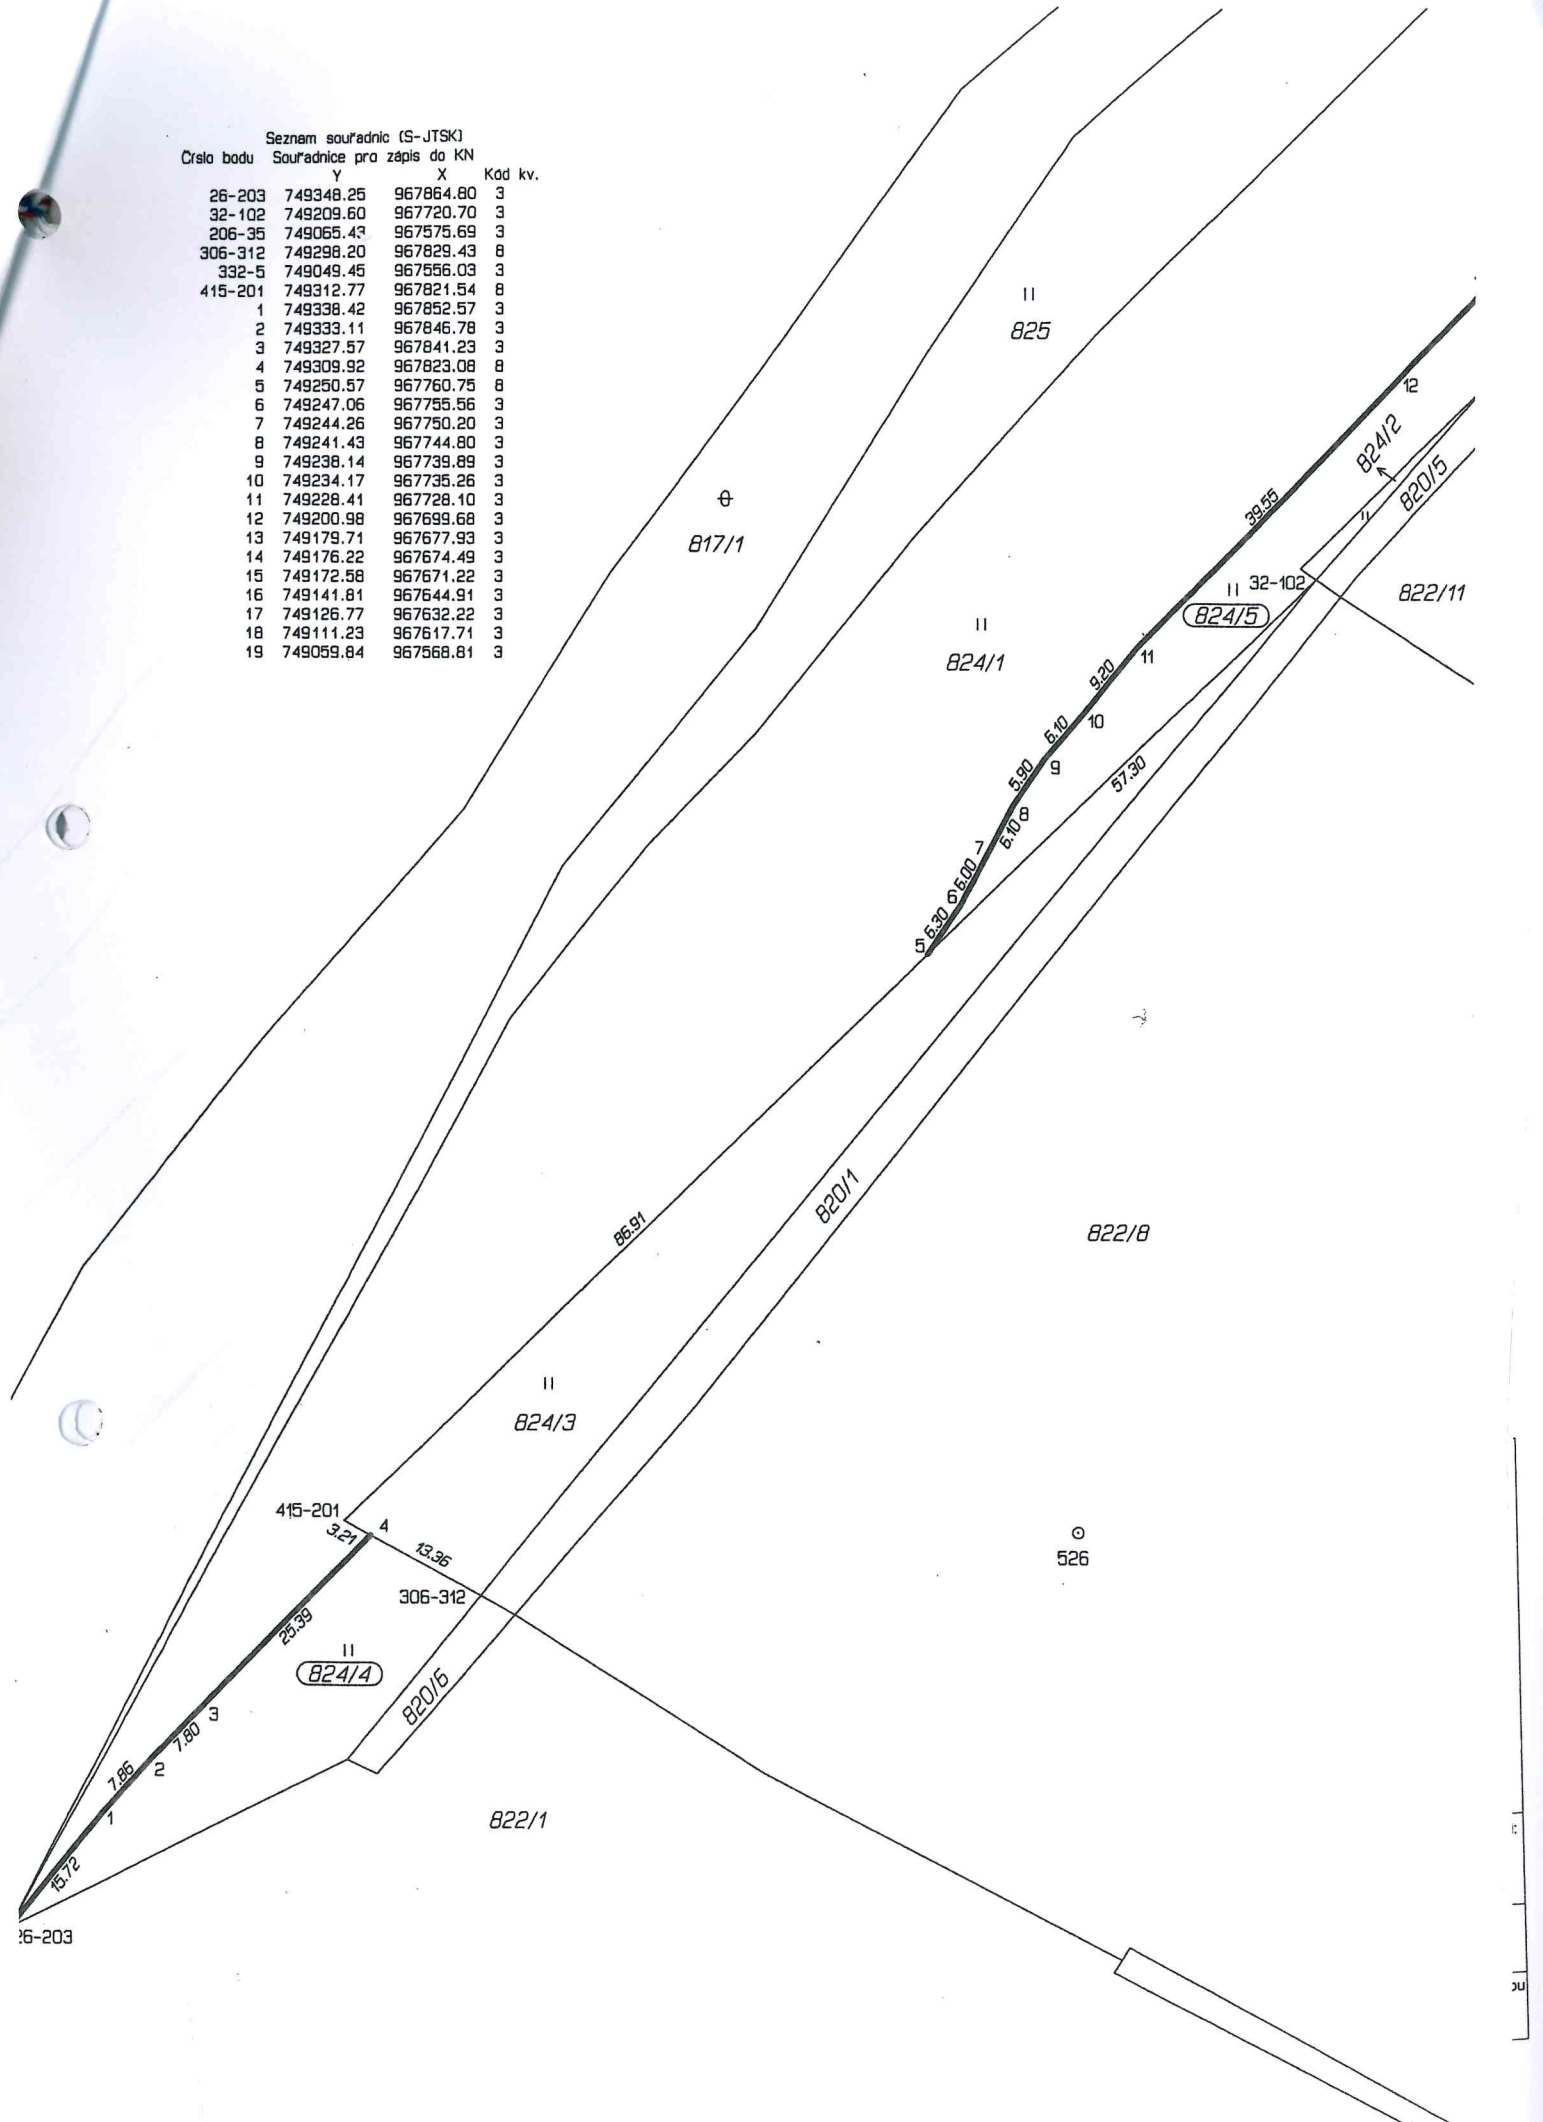 Seznam souřadnic (S-JTSK)
Číslo bodu Souřadnice pro zápis do KN
Y X Kód kv.
26-203 749348.25 967864.80 3
32-102 749209.60 967720.70 3
206-35 749065.43 967575.69 3
306-312 749298.20 967829.43 8
332-5 749049.45 967556.03 3
415-201 749312.77 967821.54 8
1 749338.42 967852.57 3
2 749333.11 967846.78 3
3 749327.57 967841.23 3
4 749309.92 967823.08 8
5 749250.57 967760.75 8
6 749247.06 967755.56 3
7 749244.26 967750.20 3
8 749241.43 967744.80 3
9 749238.14 967739.89 3
10 749234.17 967735.26 3
11 749228.41 967728.10 3
12 749200.98 967699.68 3
13 749179.71 967677.93 3
14 749176.22 967674.49 3
15 749172.58 967671.22 3
16 749141.81 967644.91 3
17 749126.77 967632.22 3
18 749111.23 967617.71 3
19 749059.84 967568.81 3
825
12
824/2
820/5
39.55
817/1
32-102
822/11
824/5
824/1
11
9.20
10
6.10
9
5.90
57.30
8
6.10
7
6.00
6
6.30
5
820/1
86.91
822/8
824/3
415-201
4
3.21
13.36
526
306-312
25.39
824/4
820/6
3
7.80
2
7.86
1
822/1
15.72
26-203
ou